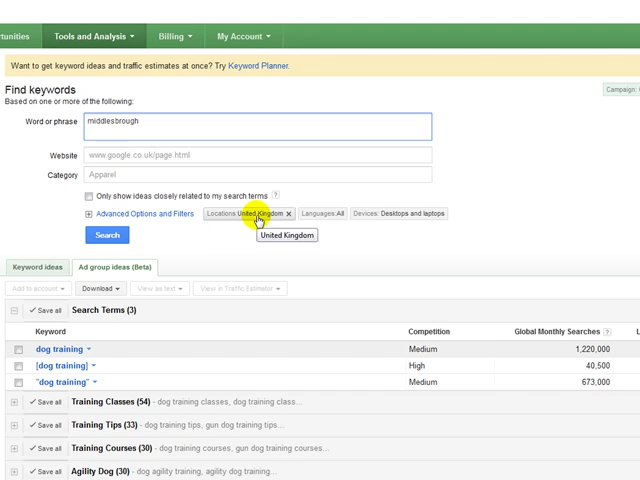 rtunities Tools and Analysis Billing My Account
Want to get keyword ideas and traffic estimates at once? Try Keyword Planner.
Find keywords
Campaign:
Based on one or more of the following:
Word or phrase middlesbrough
Website www.google.co.uk/page.html
Category Apparel
Only show ideas closely related to my search terms ?
Advanced Options and Filters Locations: United Kingdom × Languages: All Devices: Desktops and laptops
Search United Kingdom
Keyword ideas Ad group ideas (Beta)
Add to account Download View as text View in Traffic Estimator
Save all Search Terms (3)
Keyword Competition Global Monthly Searches ? L
dog training Medium 1,220,000
[dog training] High 40,500
"dog training" Medium 673,000
Save all Training Classes (54) - dog training classes, dog training class...
Save all Training Tips (33) - dog training tips, gun dog training tips...
Save all Training Courses (30) - dog training courses, gun dog training courses...
Save all Agility Dog (30) - dog agility training, agility dog training...